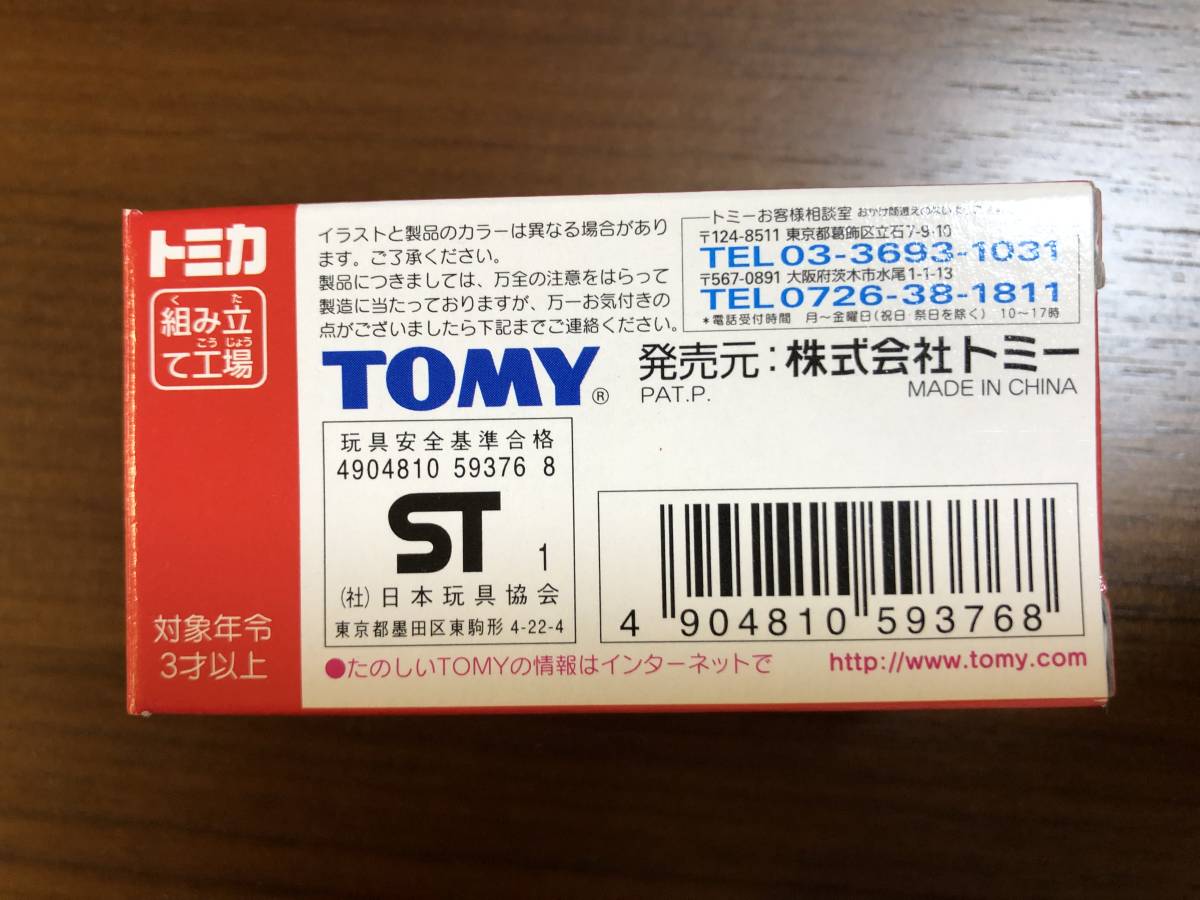 トミカ
組み立
く た
て工場
こう じょう
対象年令
3才以上
イラストと製品のカラーは異なる場合があり
ます。ご了承ください。
製品につきましては、万全の注意をはらって
製造に当たっておりますが、万一お気付きの
点がございましたら下記までご連絡ください。
トミーお客様相談室
〒124-8511 東京都葛飾区立石7-9-10
TEL03-3693-1031
〒567-0891 大阪府茨木市水尾1-1-13
TEL0726-38-1811
*電話受付時間 月～金曜日(祝日 祭日を除く) 10～17時
TOMY®
発売元:株式会社トミー
PAT.P.
MADE IN CHINA
玩具安全基準合格
4904810 59376 8
ST 1
(社)日本玩具協会
東京都墨田区東駒形 4-22-4
4 904810 593768
●たのしいTOMYの情報はインターネットで http://www.tomy.com